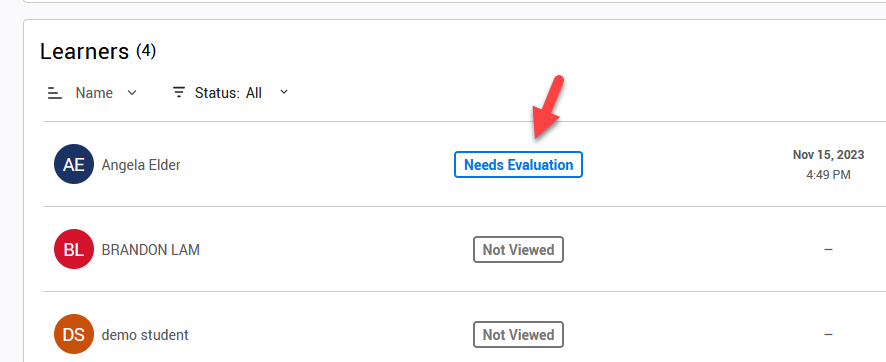 Learners (4)
Name Status: All
AE Angela Elder Needs Evaluation Nov 15, 2023
4:49 PM
BL BRANDON LAM Not Viewed –
DS demo student Not Viewed –